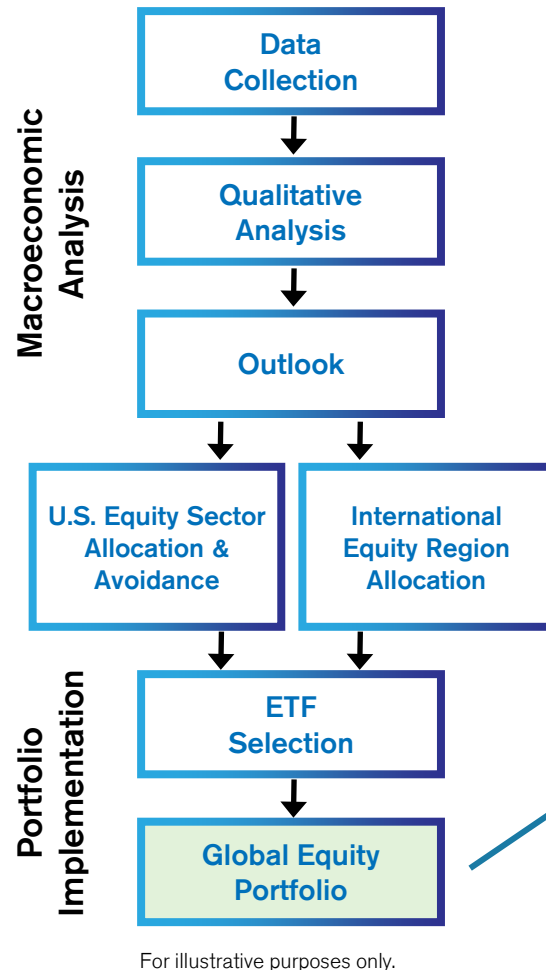 Data
Collection
Macroeconomic
Analysis
Qualitative
Analysis
Outlook
U.S. Equity Sector
Allocation &
Avoidance
International
Equity Region
Allocation
Portfolio
Implementation
ETF
Selection
Global Equity
Portfolio
For illustrative purposes only.